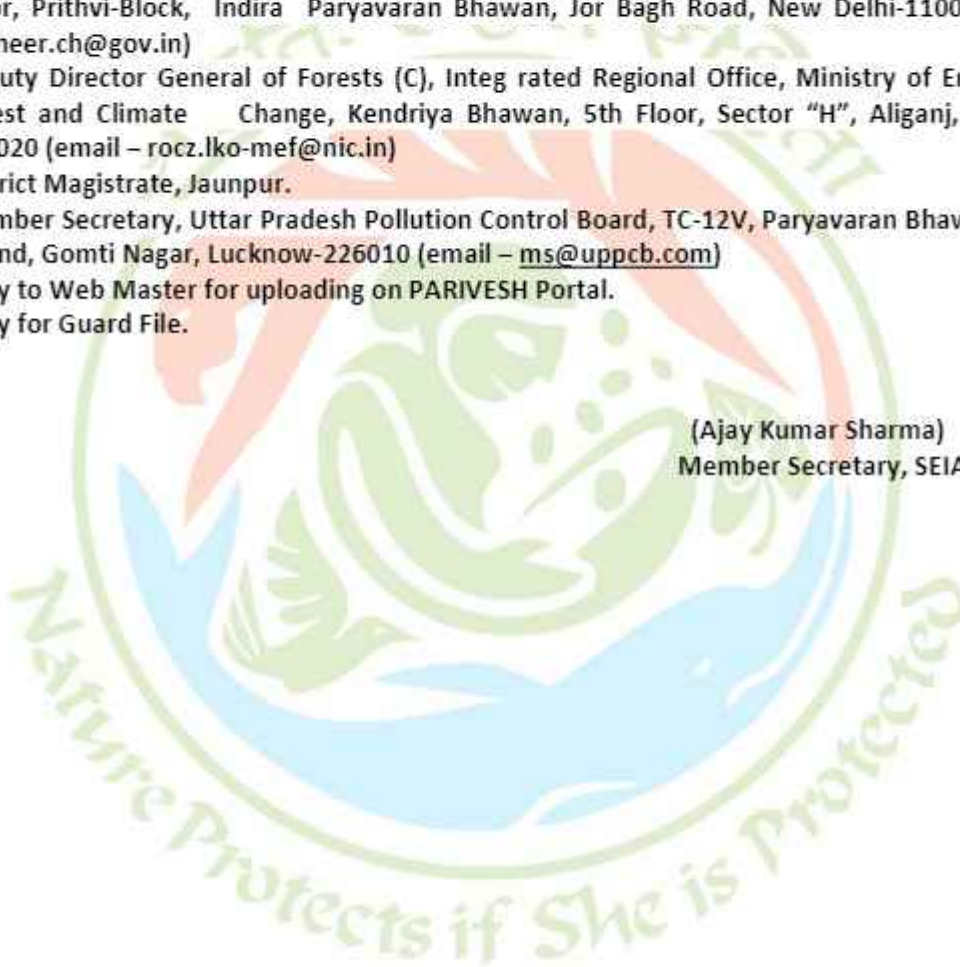 or, Prithvi-Block, Indira Paryavaran Bhawan, Jor Bagh Road, New Delhi-1100
neer.ch@gov.in)
uty Director General of Forests (C), Integ rated Regional Office, Ministry of En
est and Climate Change, Kendriya Bhawan, 5th Floor, Sector “H”, Aliganj,
020 (email – rocz.lko-mef@nic.in)
rict Magistrate, Jaunpur.
mber Secretary, Uttar Pradesh Pollution Control Board, TC-12V, Paryavaran Bhav
nd, Gomti Nagar, Lucknow-226010 (email – ms@uppcb.com)
y to Web Master for uploading on PARIVESH Portal.
y for Guard File.
(Ajay Kumar Sharma)
Member Secretary, SEIA
Nature Protects if She is Protected